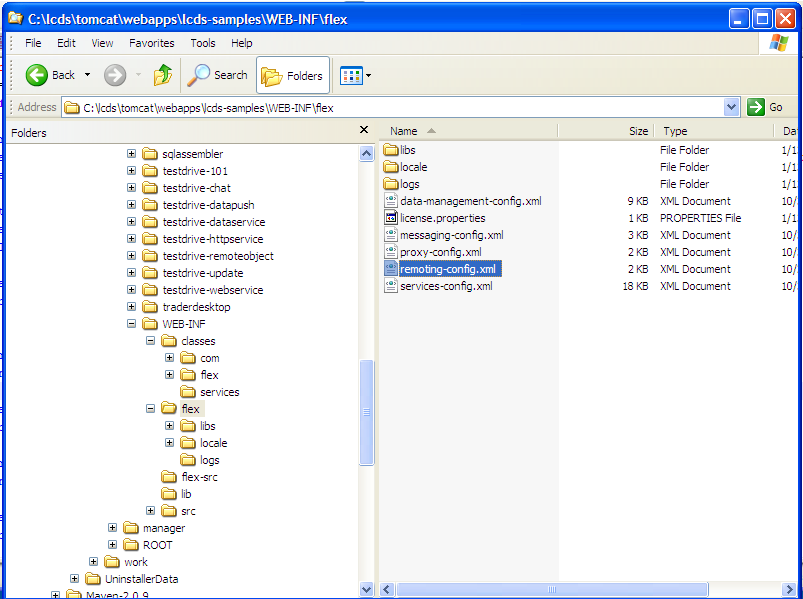 C:\lcds\tomcat\webapps\lcds-samples\WEB-INF\flex
File Edit View Favorites Tools Help
Back Search Folders
Address C:\lcds\tomcat\webapps\lcds-samples\WEB-INF\flex Go
Folders
sqlassembler
testdrive-101
testdrive-chat
testdrive-datapush
testdrive-dataservice
testdrive-httpservice
testdrive-remoteobject
testdrive-update
testdrive-webservice
traderdesktop
WEB-INF
classes
com
flex
services
flex
libs
locale
logs
flex-src
lib
src
manager
ROOT
work
UninstallerData
Maven-2.0.9
Name Size Type Da
libs File Folder 1/1
locale File Folder 1/1
logs File Folder 1/1
data-management-config.xml 9 KB XML Document 10/
license.properties 1 KB PROPERTIES File 1/1
messaging-config.xml 3 KB XML Document 10/
proxy-config.xml 2 KB XML Document 10/
remoting-config.xml 2 KB XML Document 10/
services-config.xml 18 KB XML Document 10/